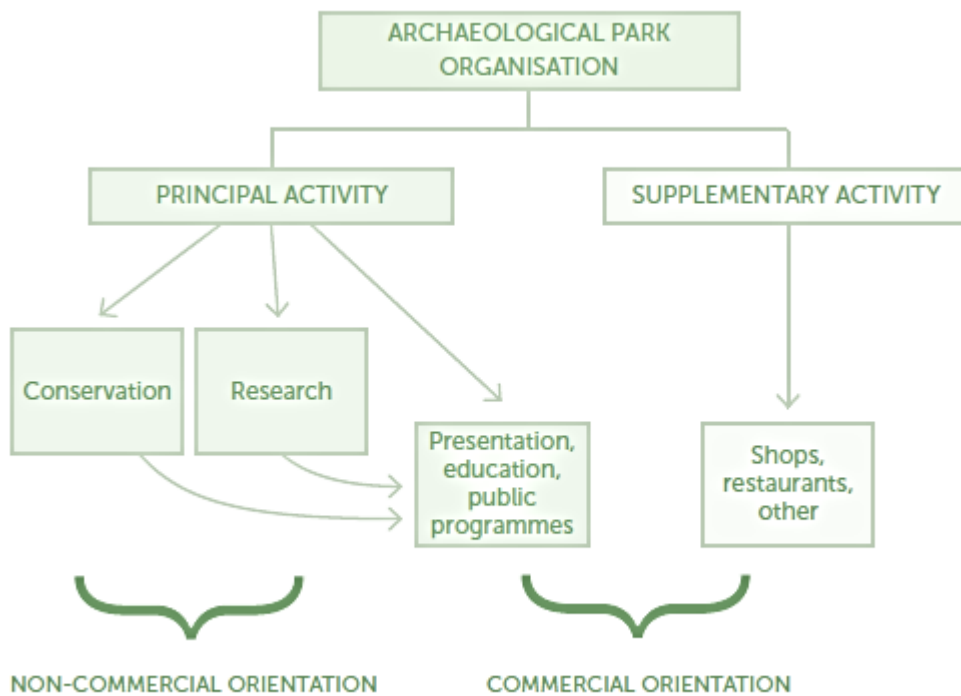 ARCHAEOLOGICAL PARK
ORGANISATION
PRINCIPAL ACTIVITY
SUPPLEMENTARY ACTIVITY
Conservation
Research
Presentation,
education,
public
programmes
Shops,
restaurants,
other
NON-COMMERCIAL ORIENTATION
COMMERCIAL ORIENTATION